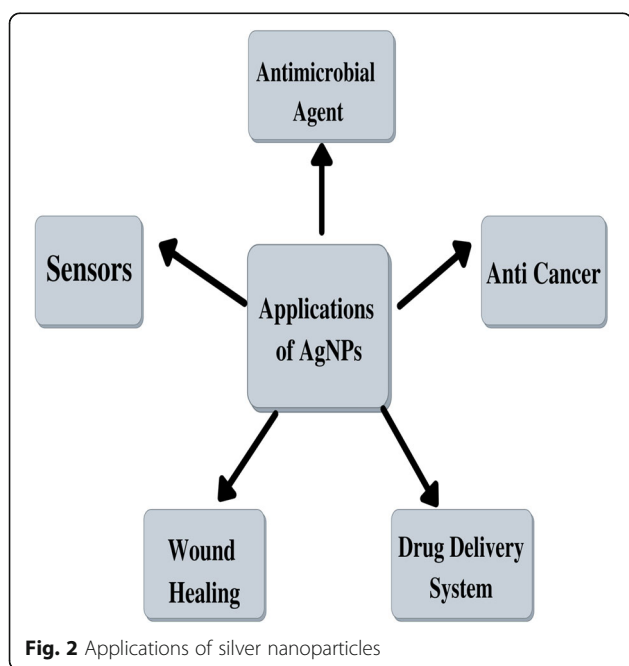 Antimicrobial
Agent
Sensors
Anti Cancer
Applications
of AgNPs
Wound
Healing
Drug Delivery
System
Fig. 2 Applications of silver nanoparticles